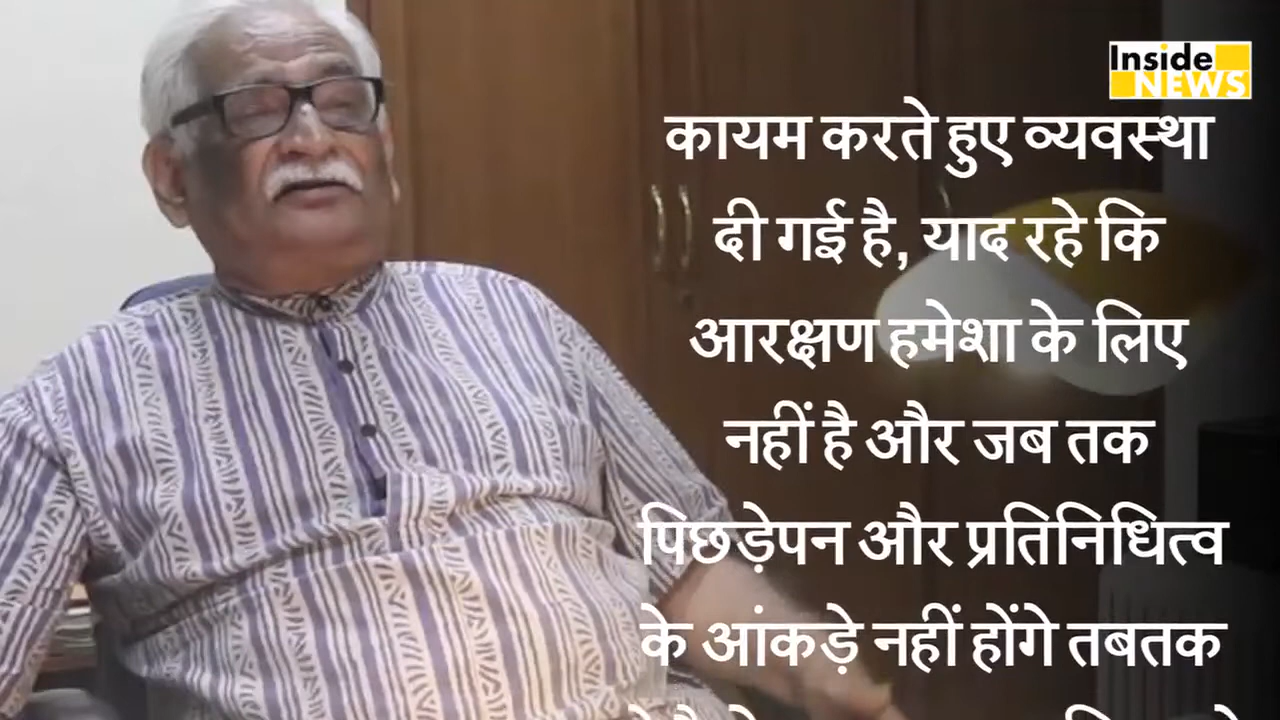 Inside
NEWS
कायम करते हुए व्यवस्था
दी गई है, याद रहे कि
आरक्षण हमेशा के लिए
नहीं है और जब तक
पिछड़ेपन और प्रतिनिधित्व
के आंकड़े नहीं होंगे तबतक